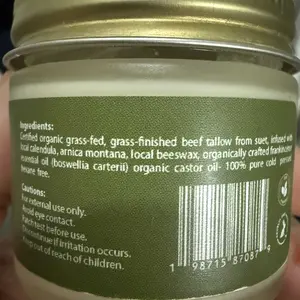 Ingredients:
Certified organic grass-fed, grass-finished beef tallow from suet, infused with
local calendula, arnica montana, local beeswax, organically crafted frankincense
essential oil (boswellia carterii) organic castor oil- 100% pure cold pressed
hexane free.
Cautions:
For external use only.
Avoid eye contact.
Patch test before use.
Discontinue if irritation occurs.
Keep out of reach of children.
1 98715 87087 9